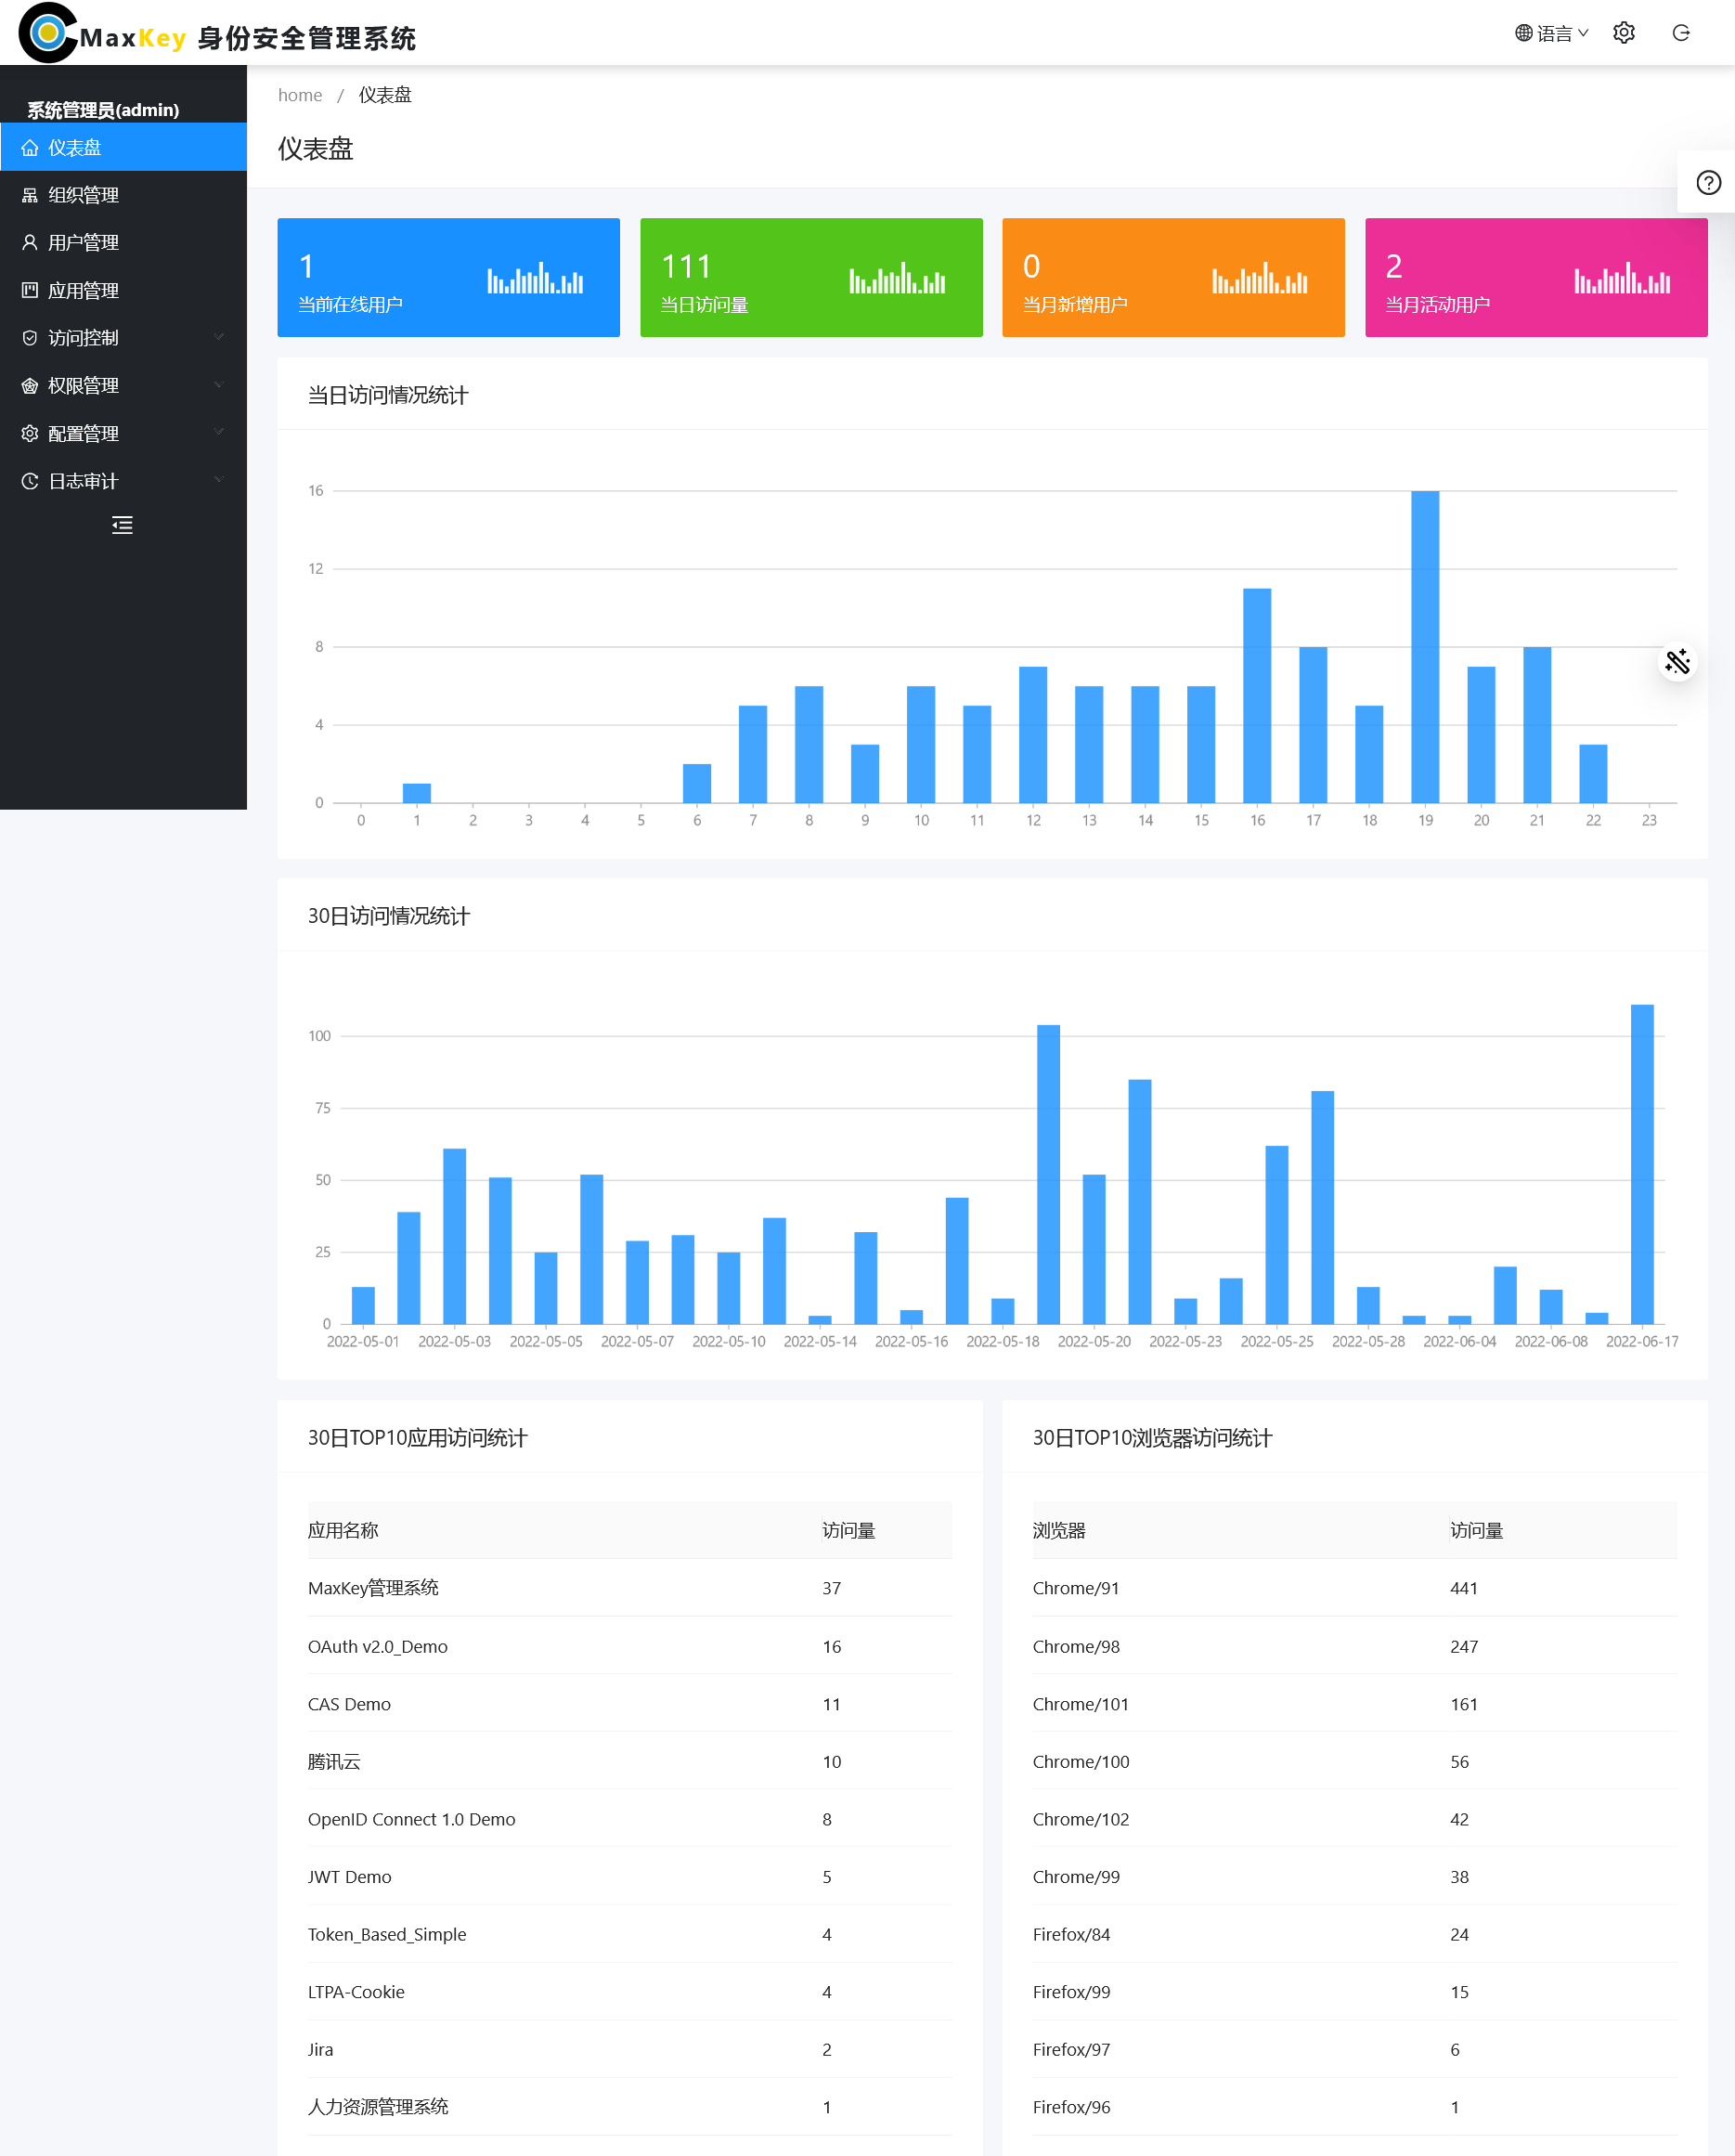 MaxKey 身份安全管理系统
语言
系统管理员(admin)
仪表盘
组织管理
用户管理
应用管理
访问控制
权限管理
配置管理
日志审计
home / 仪表盘
仪表盘
1
当前在线用户
111
当日访问量
0
当月新增用户
2
当月活动用户
当日访问情况统计
16
12
8
4
0
0 1 2 3 4 5 6 7 8 9 10 11 12 13 14 15 16 17 18 19 20 21 22 23
30日访问情况统计
100
75
50
25
0
2022-05-01 2022-05-03 2022-05-05 2022-05-07 2022-05-10 2022-05-14 2022-05-16 2022-05-18 2022-05-20 2022-05-23 2022-05-25 2022-05-28 2022-06-04 2022-06-08 2022-06-17
30日TOP10应用访问统计
应用名称 访问量
MaxKey管理系统 37
OAuth v2.0_Demo 16
CAS Demo 11
腾讯云 10
OpenID Connect 1.0 Demo 8
JWT Demo 5
Token_Based_Simple 4
LTPA-Cookie 4
Jira 2
人力资源管理系统 1
30日TOP10浏览器访问统计
浏览器 访问量
Chrome/91 441
Chrome/98 247
Chrome/101 161
Chrome/100 56
Chrome/102 42
Chrome/99 38
Firefox/84 24
Firefox/99 15
Firefox/97 6
Firefox/96 1